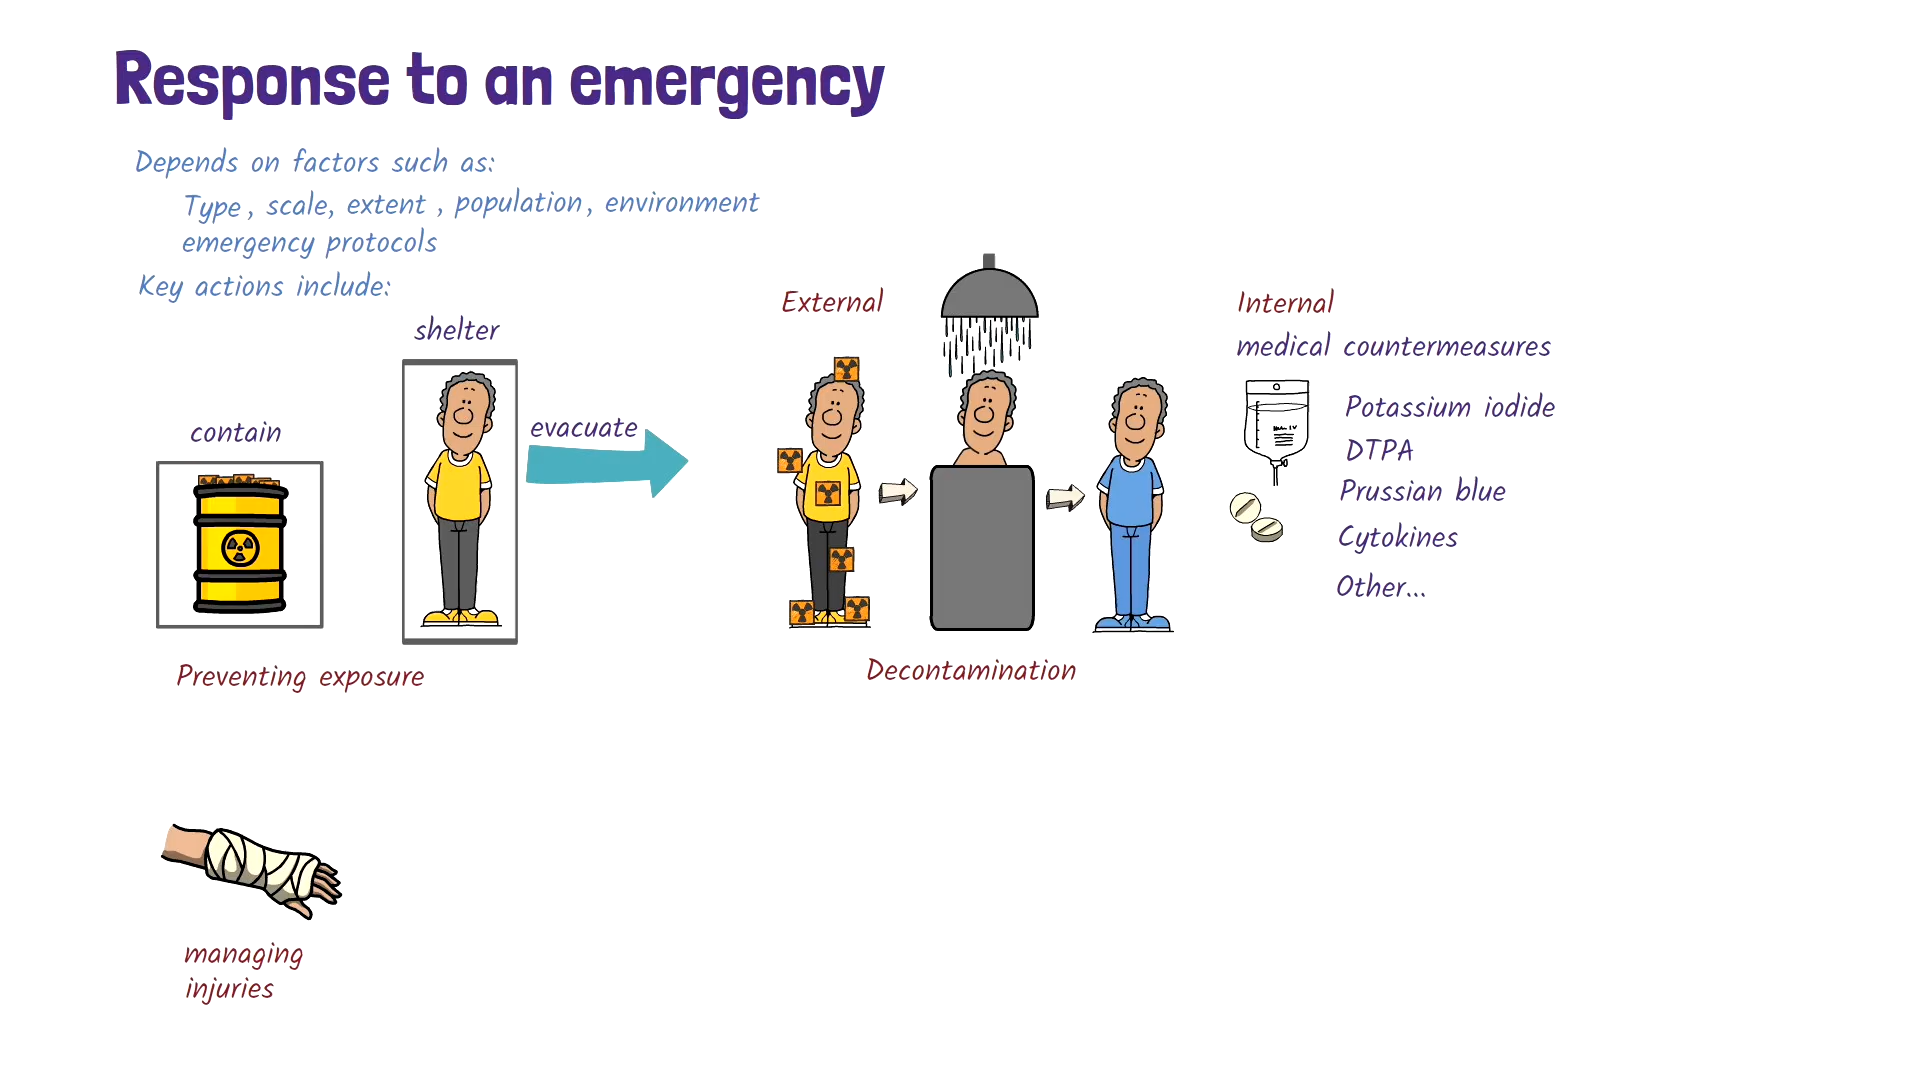 Response to an emergency
Depends on factors such as:
Type, scale, extent, population, environment
emergency protocols
Key actions include:
shelter
contain
evacuate
Preventing exposure
External
Decontamination
Internal
medical countermeasures
Potassium iodide
DTPA
Prussian blue
Cytokines
Other...
managing
injuries